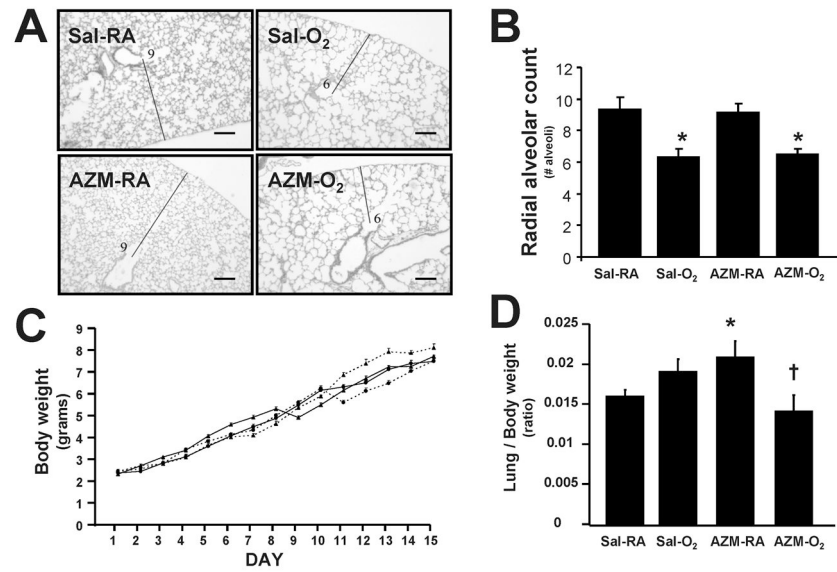 A
Sal-RA
9
Sal-O₂
6
AZM-RA
9
AZM-O₂
6
B
Radial alveolar count
(# alveoli)
12
10
8
6
4
2
0
*
*
Sal-RA Sal-O₂ AZM-RA AZM-O₂
C
Body weight
(grams)
9
8
7
6
5
4
3
2
1
0
1 2 3 4 5 6 7 8 9 10 11 12 13 14 15
DAY
D
Lung / Body weight
(ratio)
0.025
0.02
0.015
0.01
0.005
0
*
†
Sal-RA Sal-O₂ AZM-RA AZM-O₂